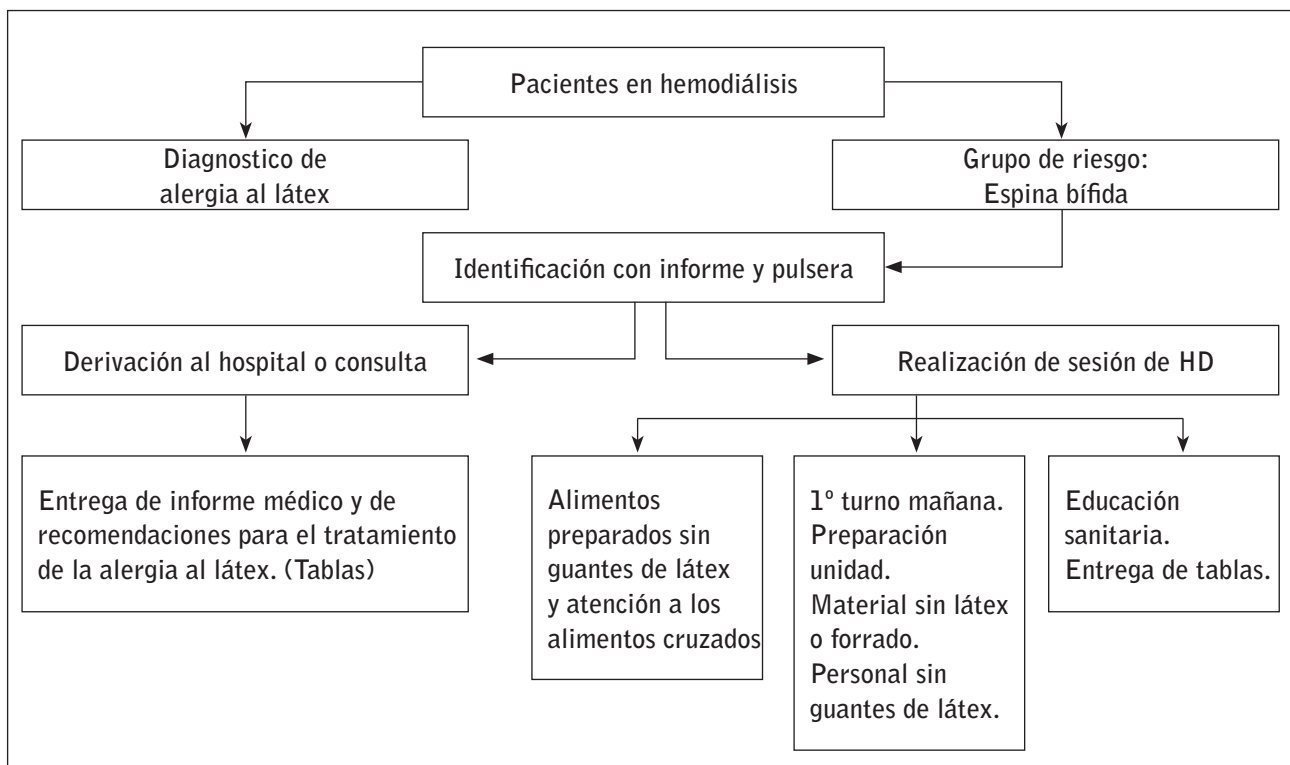 Pacientes en hemodiálisis
Diagnostico de
alergia al látex
Grupo de riesgo:
Espina bífida
Identificación con informe y pulsera
Derivación al hospital o consulta
Realización de sesión de HD
Entrega de informe médico y de
recomendaciones para el tratamiento
de la alergia al látex. (Tablas)
Alimentos
preparados sin
guantes de látex
y atención a los
alimentos cruzados
1º turno mañana.
Preparación
unidad.
Material sin látex
o forrado.
Personal sin
guantes de látex.
Educación
sanitaria.
Entrega de tablas.